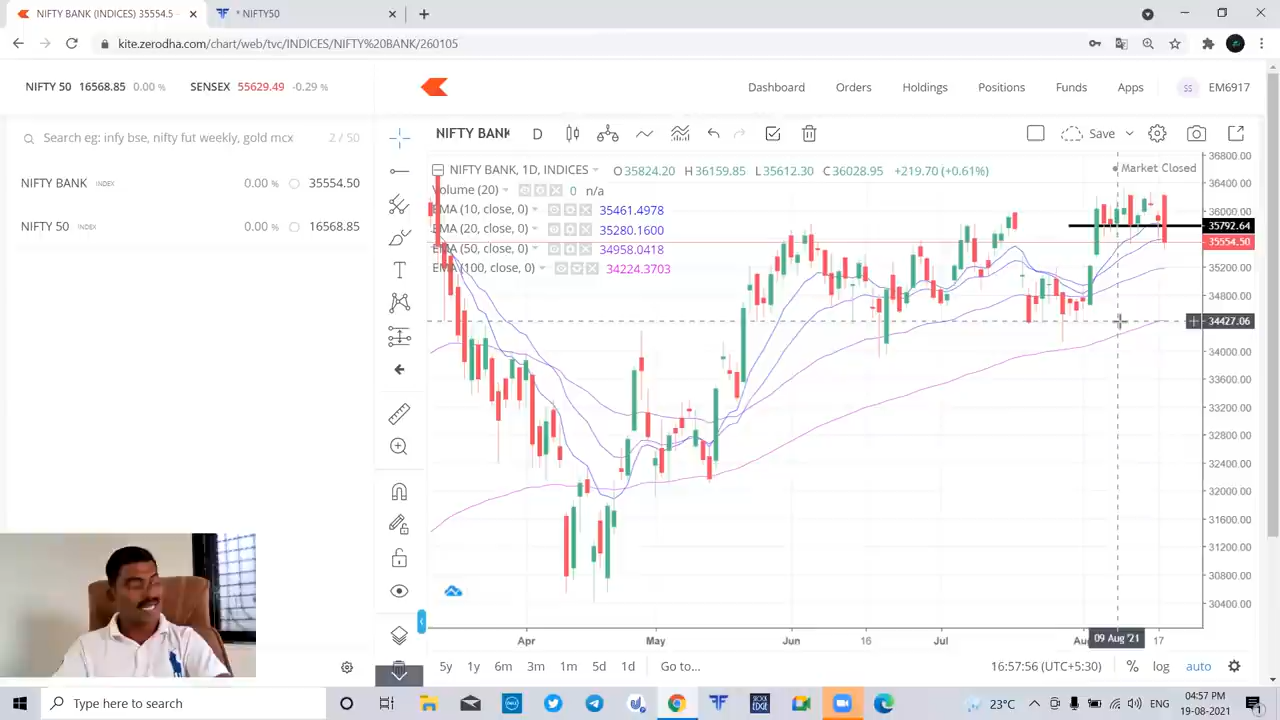 NIFTY BANK (INDICES) 35554.5
* NIFTY50
kite.zerodha.com/chart/web/tvc/INDICES/NIFTY%20BANK/260105
NIFTY 50 16568.85 0.00 % SENSEX 55629.49 -0.29 %
Dashboard Orders Holdings Positions Funds Apps SS EM6917
Search eg: infy bse, nifty fut weekly, gold mcx 2 / 50
NIFTY BANK INDEX 0.00 % 35554.50
NIFTY 50 INDEX 0.00 % 16568.85
NIFTY BANK D Save
NIFTY BANK, 1D, INDICES O35824.20 H36159.85 L35612.30 C36028.95 +219.70 (+0.61%)
Market Closed
Volume (20) 0 n/a
EMA (10, close, 0) 35461.4978
EMA (20, close, 0) 35280.1600
EMA (50, close, 0) 34958.0418
EMA (100, close, 0) 34224.3703
36800.00
36400.00
36000.00
35792.64
35554.50
35200.00
34800.00
34427.06
34000.00
33600.00
33200.00
32800.00
32400.00
32000.00
31600.00
31200.00
30800.00
30400.00
Apr May Jun 16 Jul 09 Aug '21 17
5y 1y 6m 3m 1m 5d 1d Go to... 16:57:56 (UTC+5:30) % log auto
Type here to search
23°C ENG
04:57 PM
19-08-2021